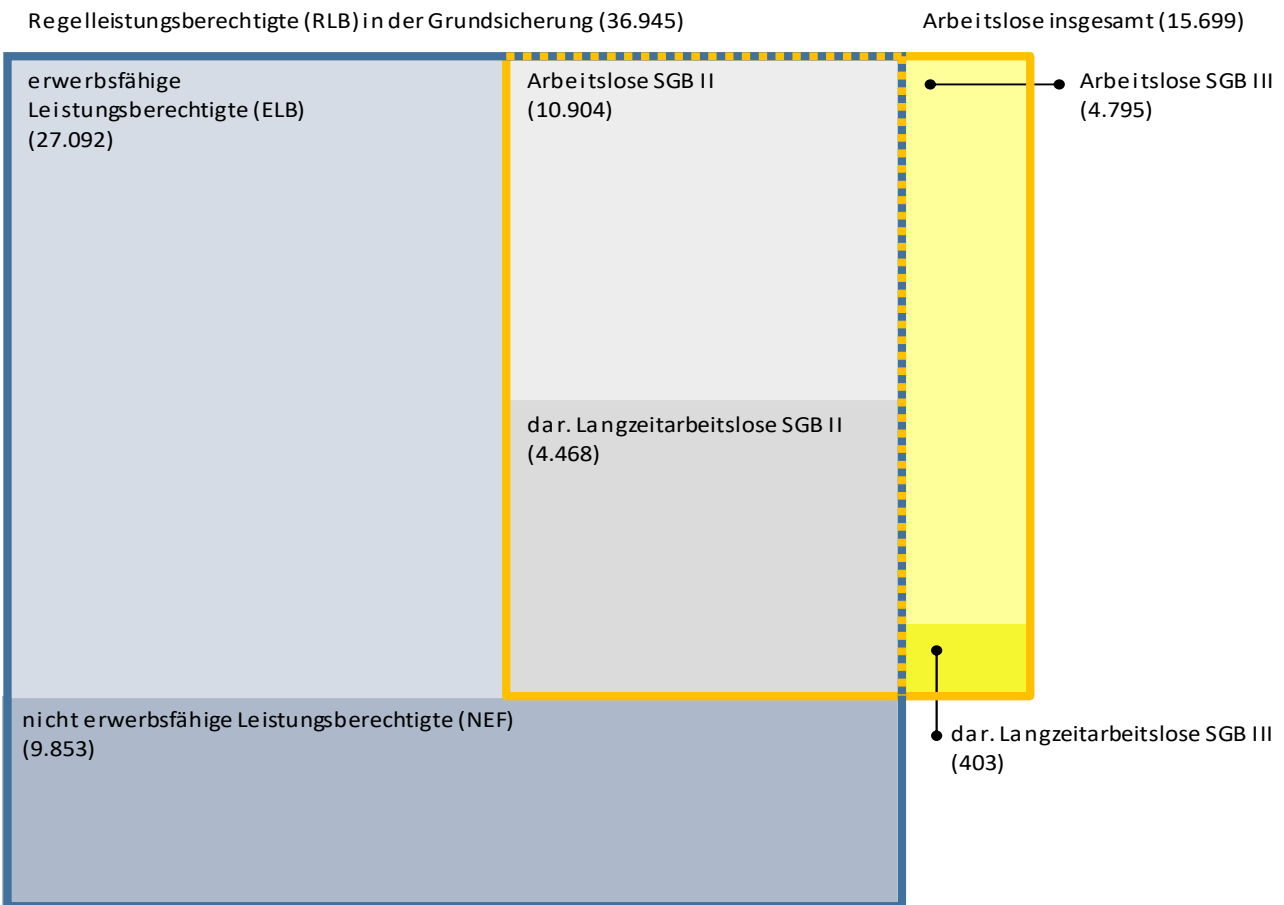 Regelleistungsberechtigte (RLB) in der Grundsicherung (36.945)
Arbeitslose insgesamt (15.699)
erwerbsfähige
Leistungsberechtigte (ELB)
(27.092)
Arbeitslose SGB II
(10.904)
Arbeitslose SGB III
(4.795)
dar. Langzeitarbeitslose SGB II
(4.468)
nicht erwerbsfähige Leistungsberechtigte (NEF)
(9.853)
dar. Langzeitarbeitslose SGB III
(403)